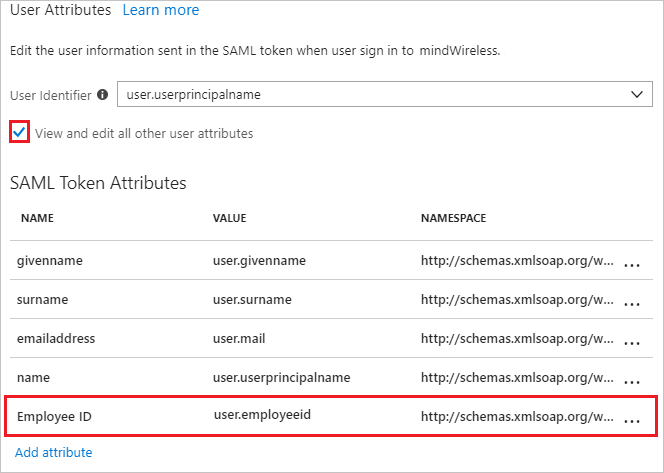 User Attributes Learn more
Edit the user information sent in the SAML token when user sign in to mindWireless.
User Identifier user.userprincipalname
View and edit all other user attributes
SAML Token Attributes
NAME VALUE NAMESPACE
givenname user.givenname http://schemas.xmlsoap.org/w... ...
surname user.surname http://schemas.xmlsoap.org/w... ...
emailaddress user.mail http://schemas.xmlsoap.org/w... ...
name user.userprincipalname http://schemas.xmlsoap.org/w... ...
Employee ID user.employeeid http://schemas.xmlsoap.org/w... ...
Add attribute